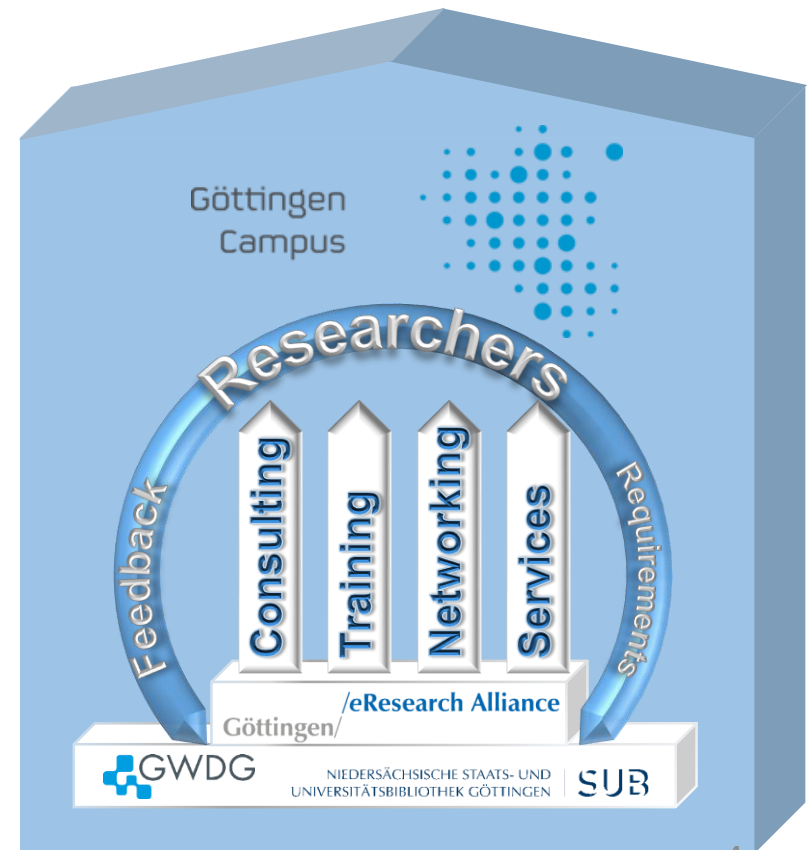 Göttingen
Campus
Researchers
Feedback
Requirements
Consulting
Training
Networking
Services
/eResearch Alliance
Göttingen/
GWDG
NIEDERSÄCHSISCHE STAATS- UND
UNIVERSITÄTSBIBLIOTHEK GÖTTINGEN
SUB